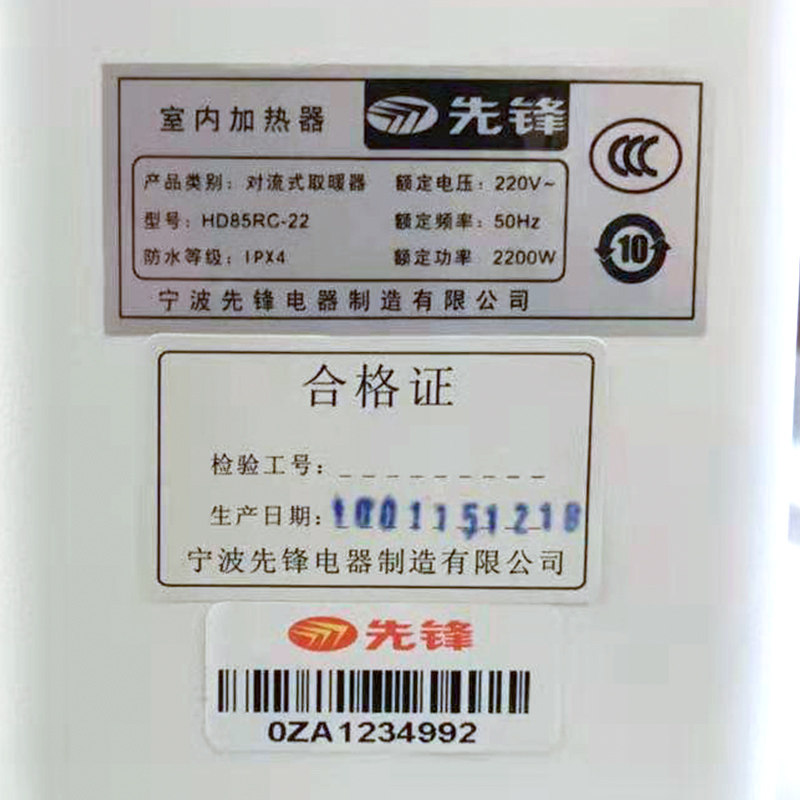 室内加热器 先锋
产品类别：对流式取暖器 额定电压：220V~
型号：HD85RC-22 额定频率：50Hz
防水等级：IPX4 额定功率 2200W
宁波先锋电器制造有限公司
CCC
10
合格证
检验工号：
生产日期：1001151218
宁波先锋电器制造有限公司
先锋
0ZA1234992